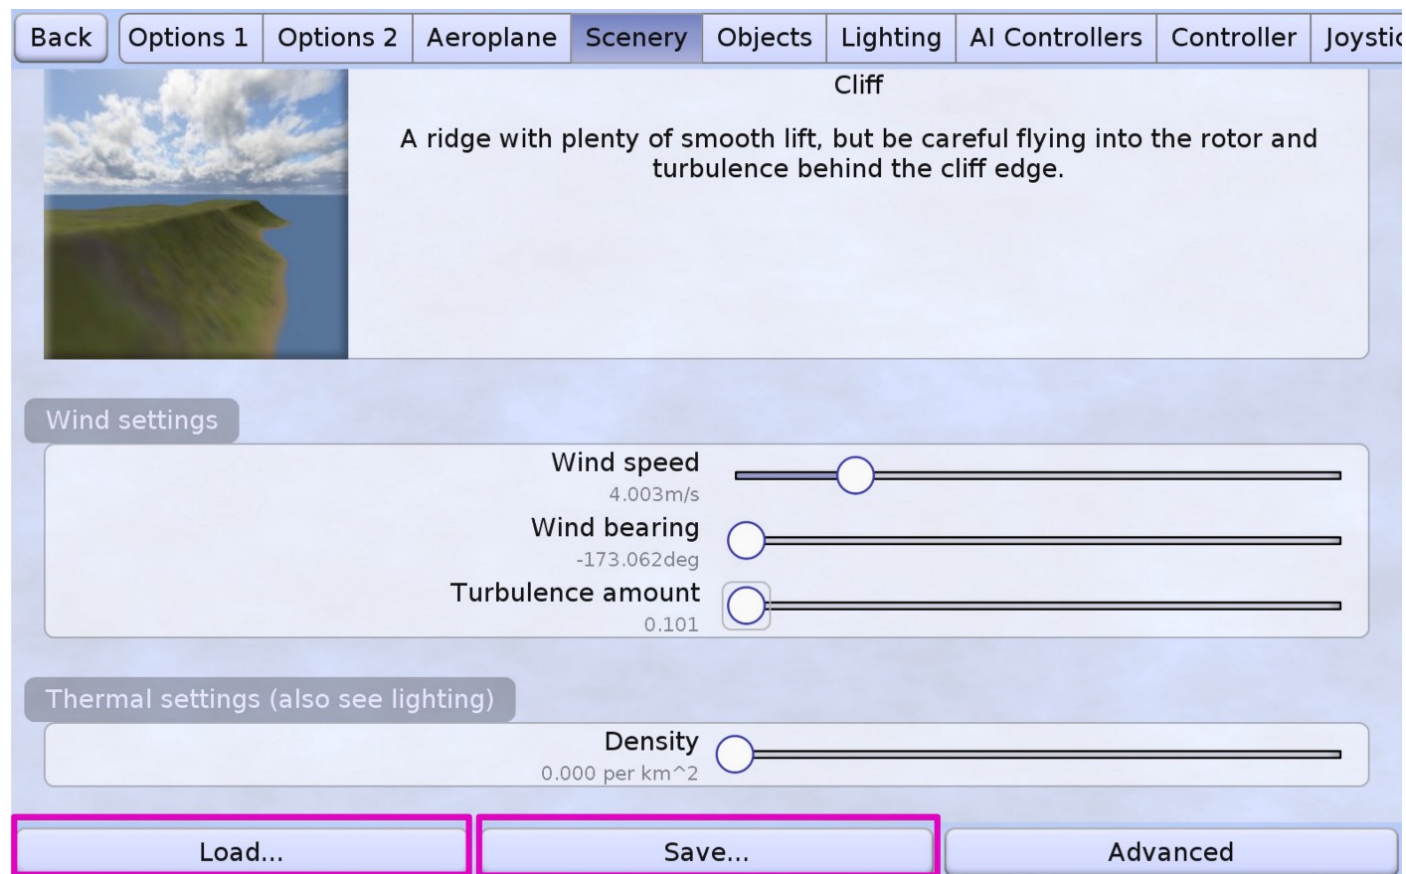 Back Options 1 Options 2 Aeroplane Scenery Objects Lighting AI Controllers Controller
Cliff
A ridge with plenty of smooth lift, but be careful flying into the rotor and
turbulence behind the cliff edge.
Wind settings
Wind speed
4.003m/s
Wind bearing
-173.062deg
Turbulence amount
0.101
Thermal settings (also see lighting)
Density
0.000 per km^2
Load... Save... Advanced